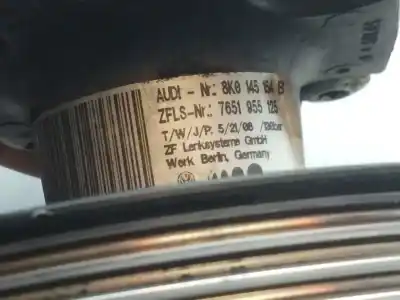 AUDI - Nr.: 8K0 145 154 B
ZFLS-Nr.: 7651 955 125
T/W/J/P. 5/21/08 /
ZF Lenksysteme GmbH
Werk Berlin, Germany